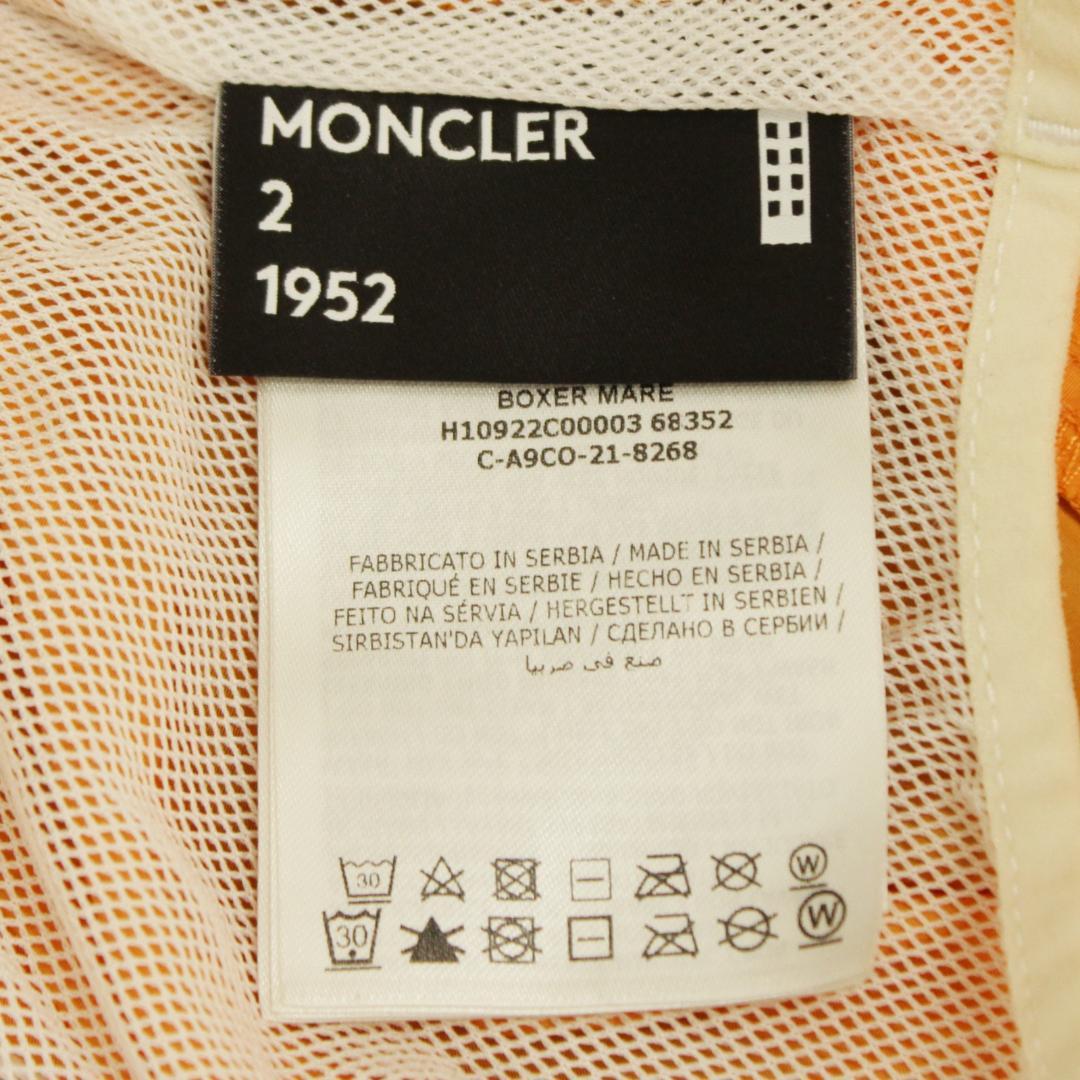 MONCLER
2
1952
BOXER MARE
H10922C00003 68352
C-A9CO-21-8268
FABBRICATO IN SERBIA / MADE IN SERBIA /
FABRIQUÉ EN SERBIE / HECHO EN SERBIA /
FEITO NA SÉRVIA / HERGESTELLT IN SERBIEN /
SIRBISTAN'DA YAPILAN / СДЕЛАНО В СЕРБИИ /
صنع في صربيا
30 W
30 W